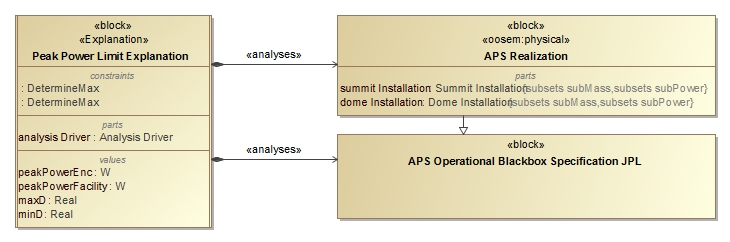 «block»
«Explanation»
Peak Power Limit Explanation
constraints
: DetermineMax
: DetermineMax
parts
analysis Driver : Analysis Driver
values
peakPowerEnc : W
peakPowerFacility : W
maxD : Real
minD : Real
«analyses»
«analyses»
«block»
«oosem:physical»
APS Realization
parts
summit Installation : Summit Installation{subsets subMass,subsets subPower}
dome Installation : Dome Installation{subsets subMass,subsets subPower}
«block»
APS Operational Blackbox Specification JPL